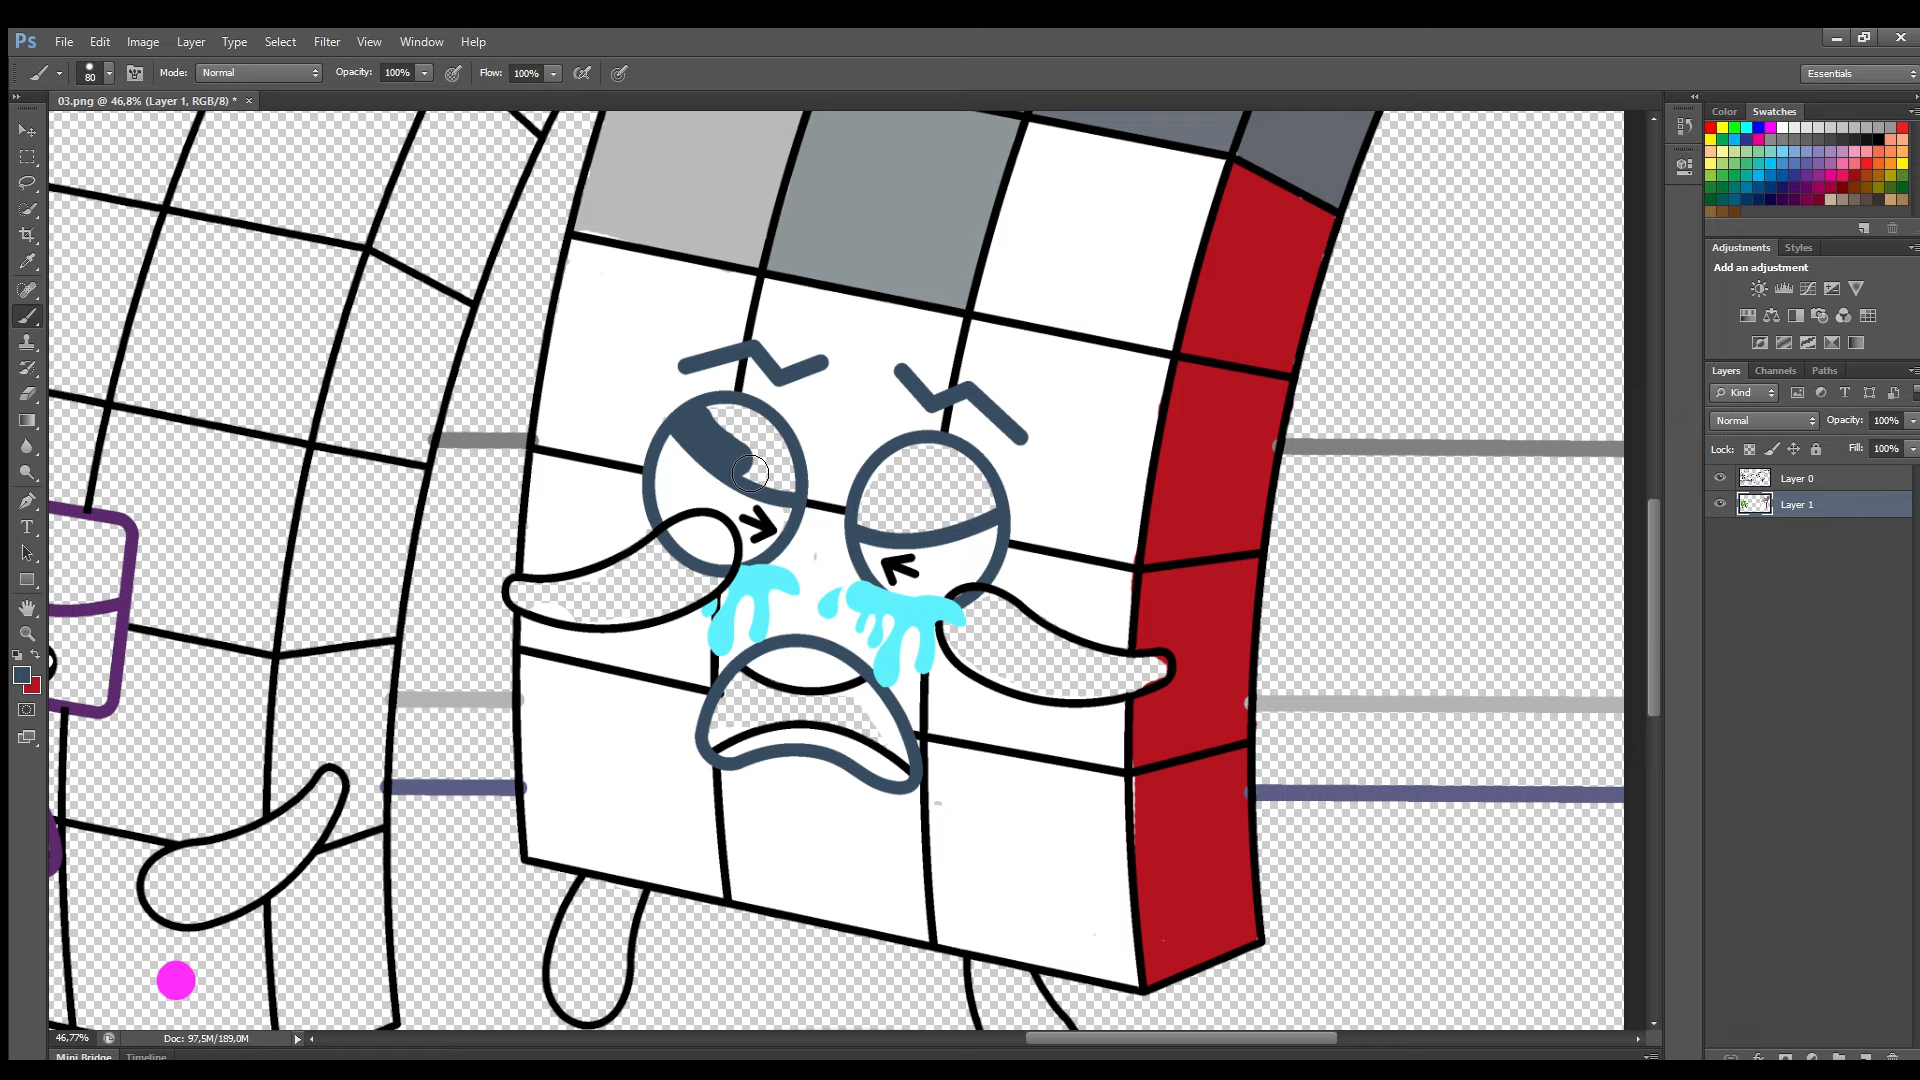 Ps File Edit Image Layer Type Select Filter View Window Help
80 Mode: Normal Opacity: 100% Flow: 100% Essentials
03.png @ 46,8% (Layer 1, RGB/8) * ×
Color Swatches
Adjustments Styles
Add an adjustment
Layers Channels Paths
Kind
Normal Opacity: 100%
Lock: Fill: 100%
Layer 0
Layer 1
46,77% Doc: 97,5M/189,0M
Mini Bridge Timeline